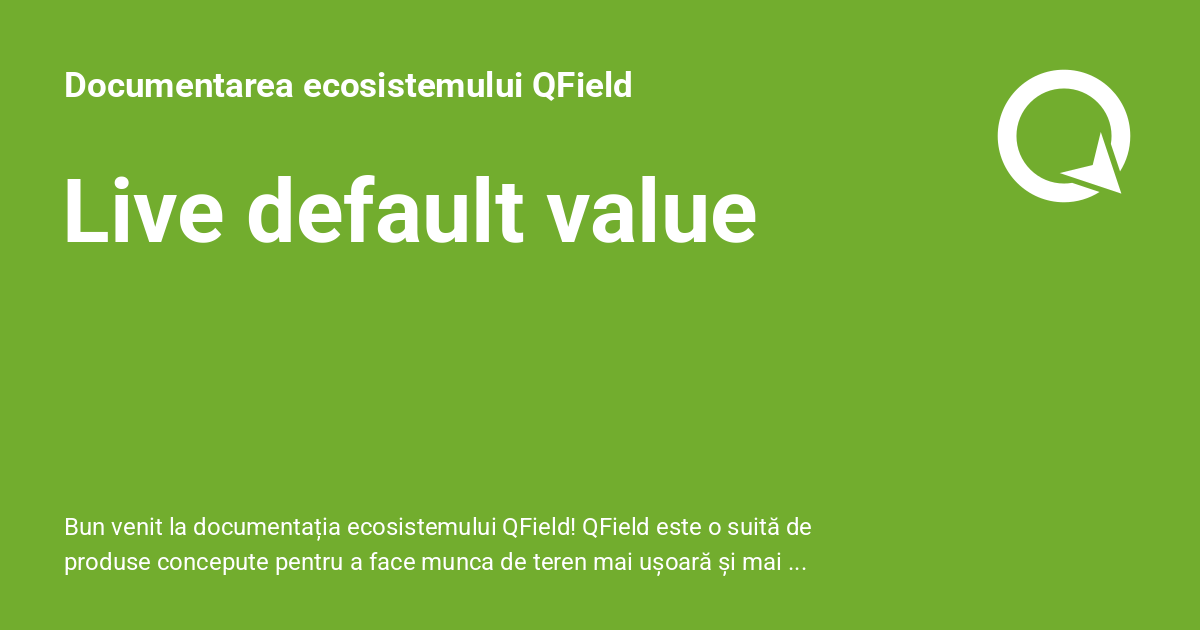 Documentarea ecosistemului QField
Live default value
Bun venit la documentația ecosistemului QField! QField este o suită de
produse concepute pentru a face munca de teren mai ușoară și mai ...